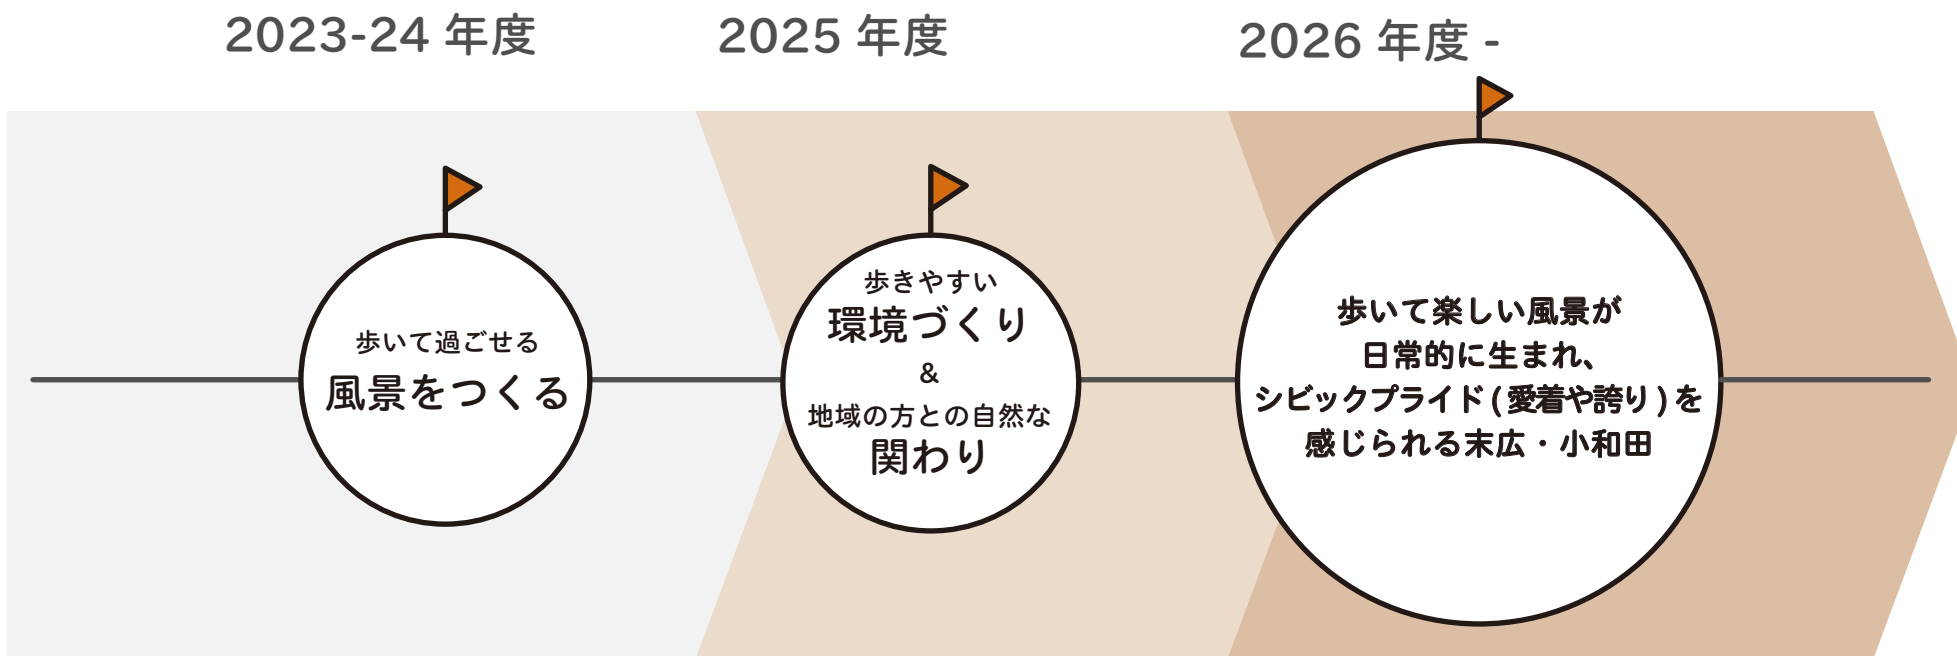 2023-24 年度
2025 年度
2026 年度 -
歩いて過ごせる
風景をつくる
歩きやすい
環境づくり
&
地域の方との自然な
関わり
歩いて楽しい風景が
日常的に生まれ、
シビックプライド(愛着や誇り)を
感じられる末広・小和田